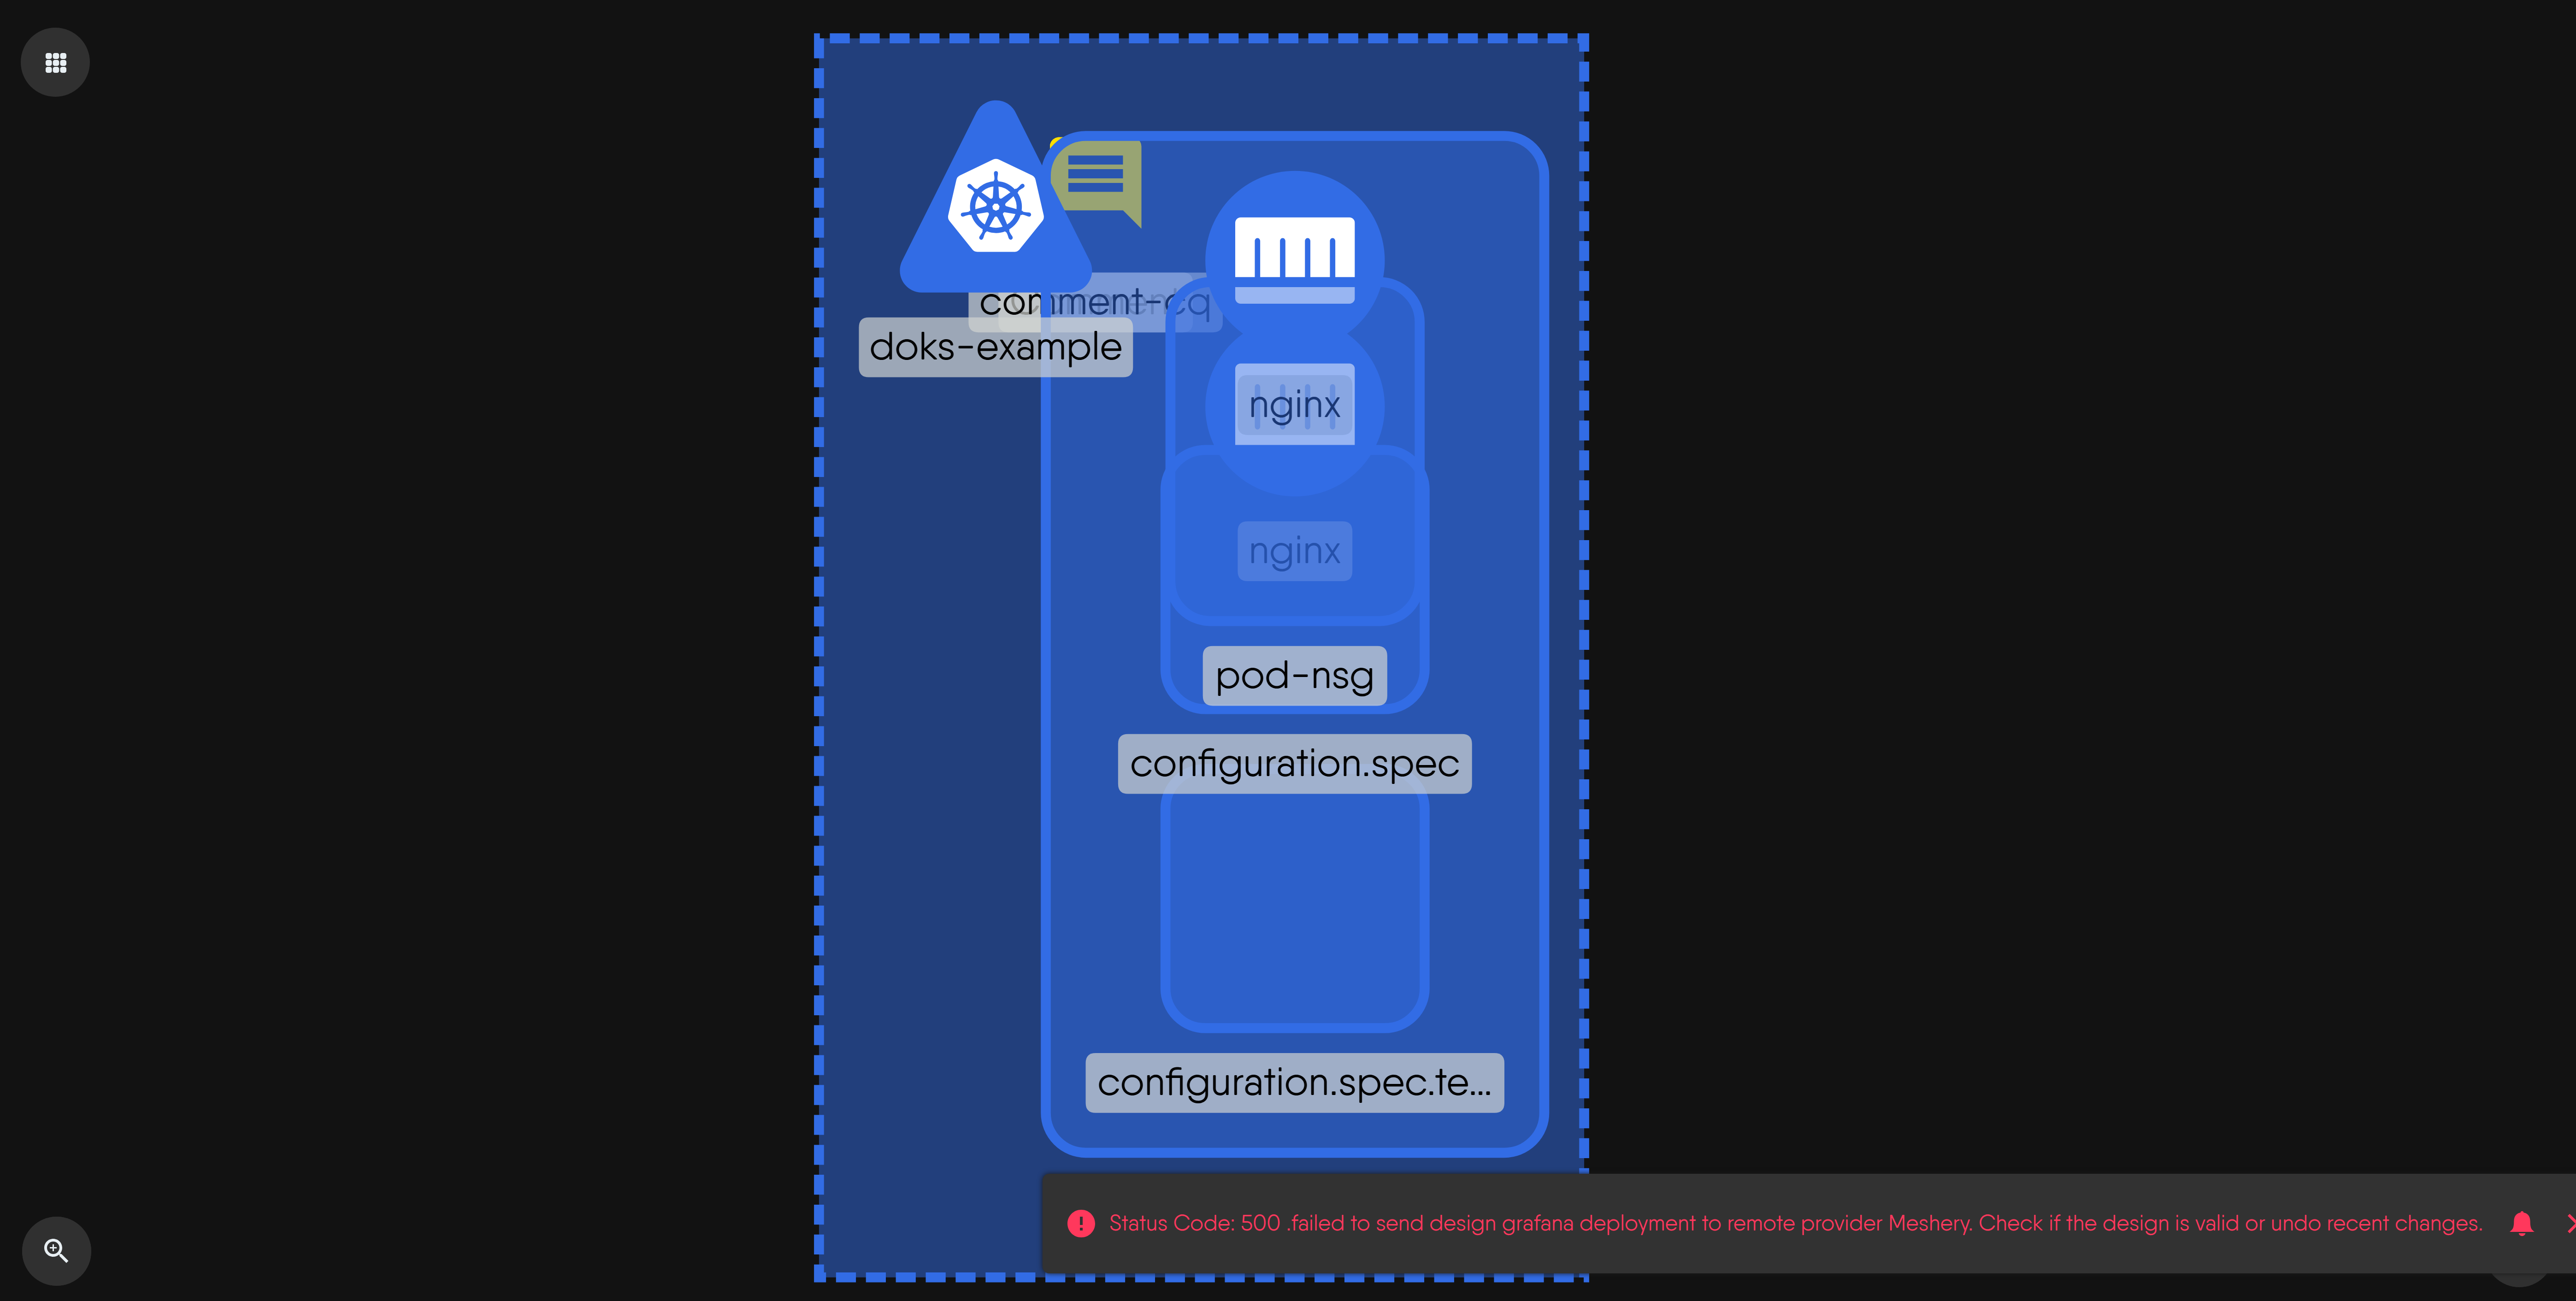 comment-cq
doks-example
nginx
nginx
pod-nsg
configuration.spec
configuration.spec.te...
Status Code: 500 .failed to send design grafana deployment to remote provider Meshery. Check if the design is valid or undo recent changes.